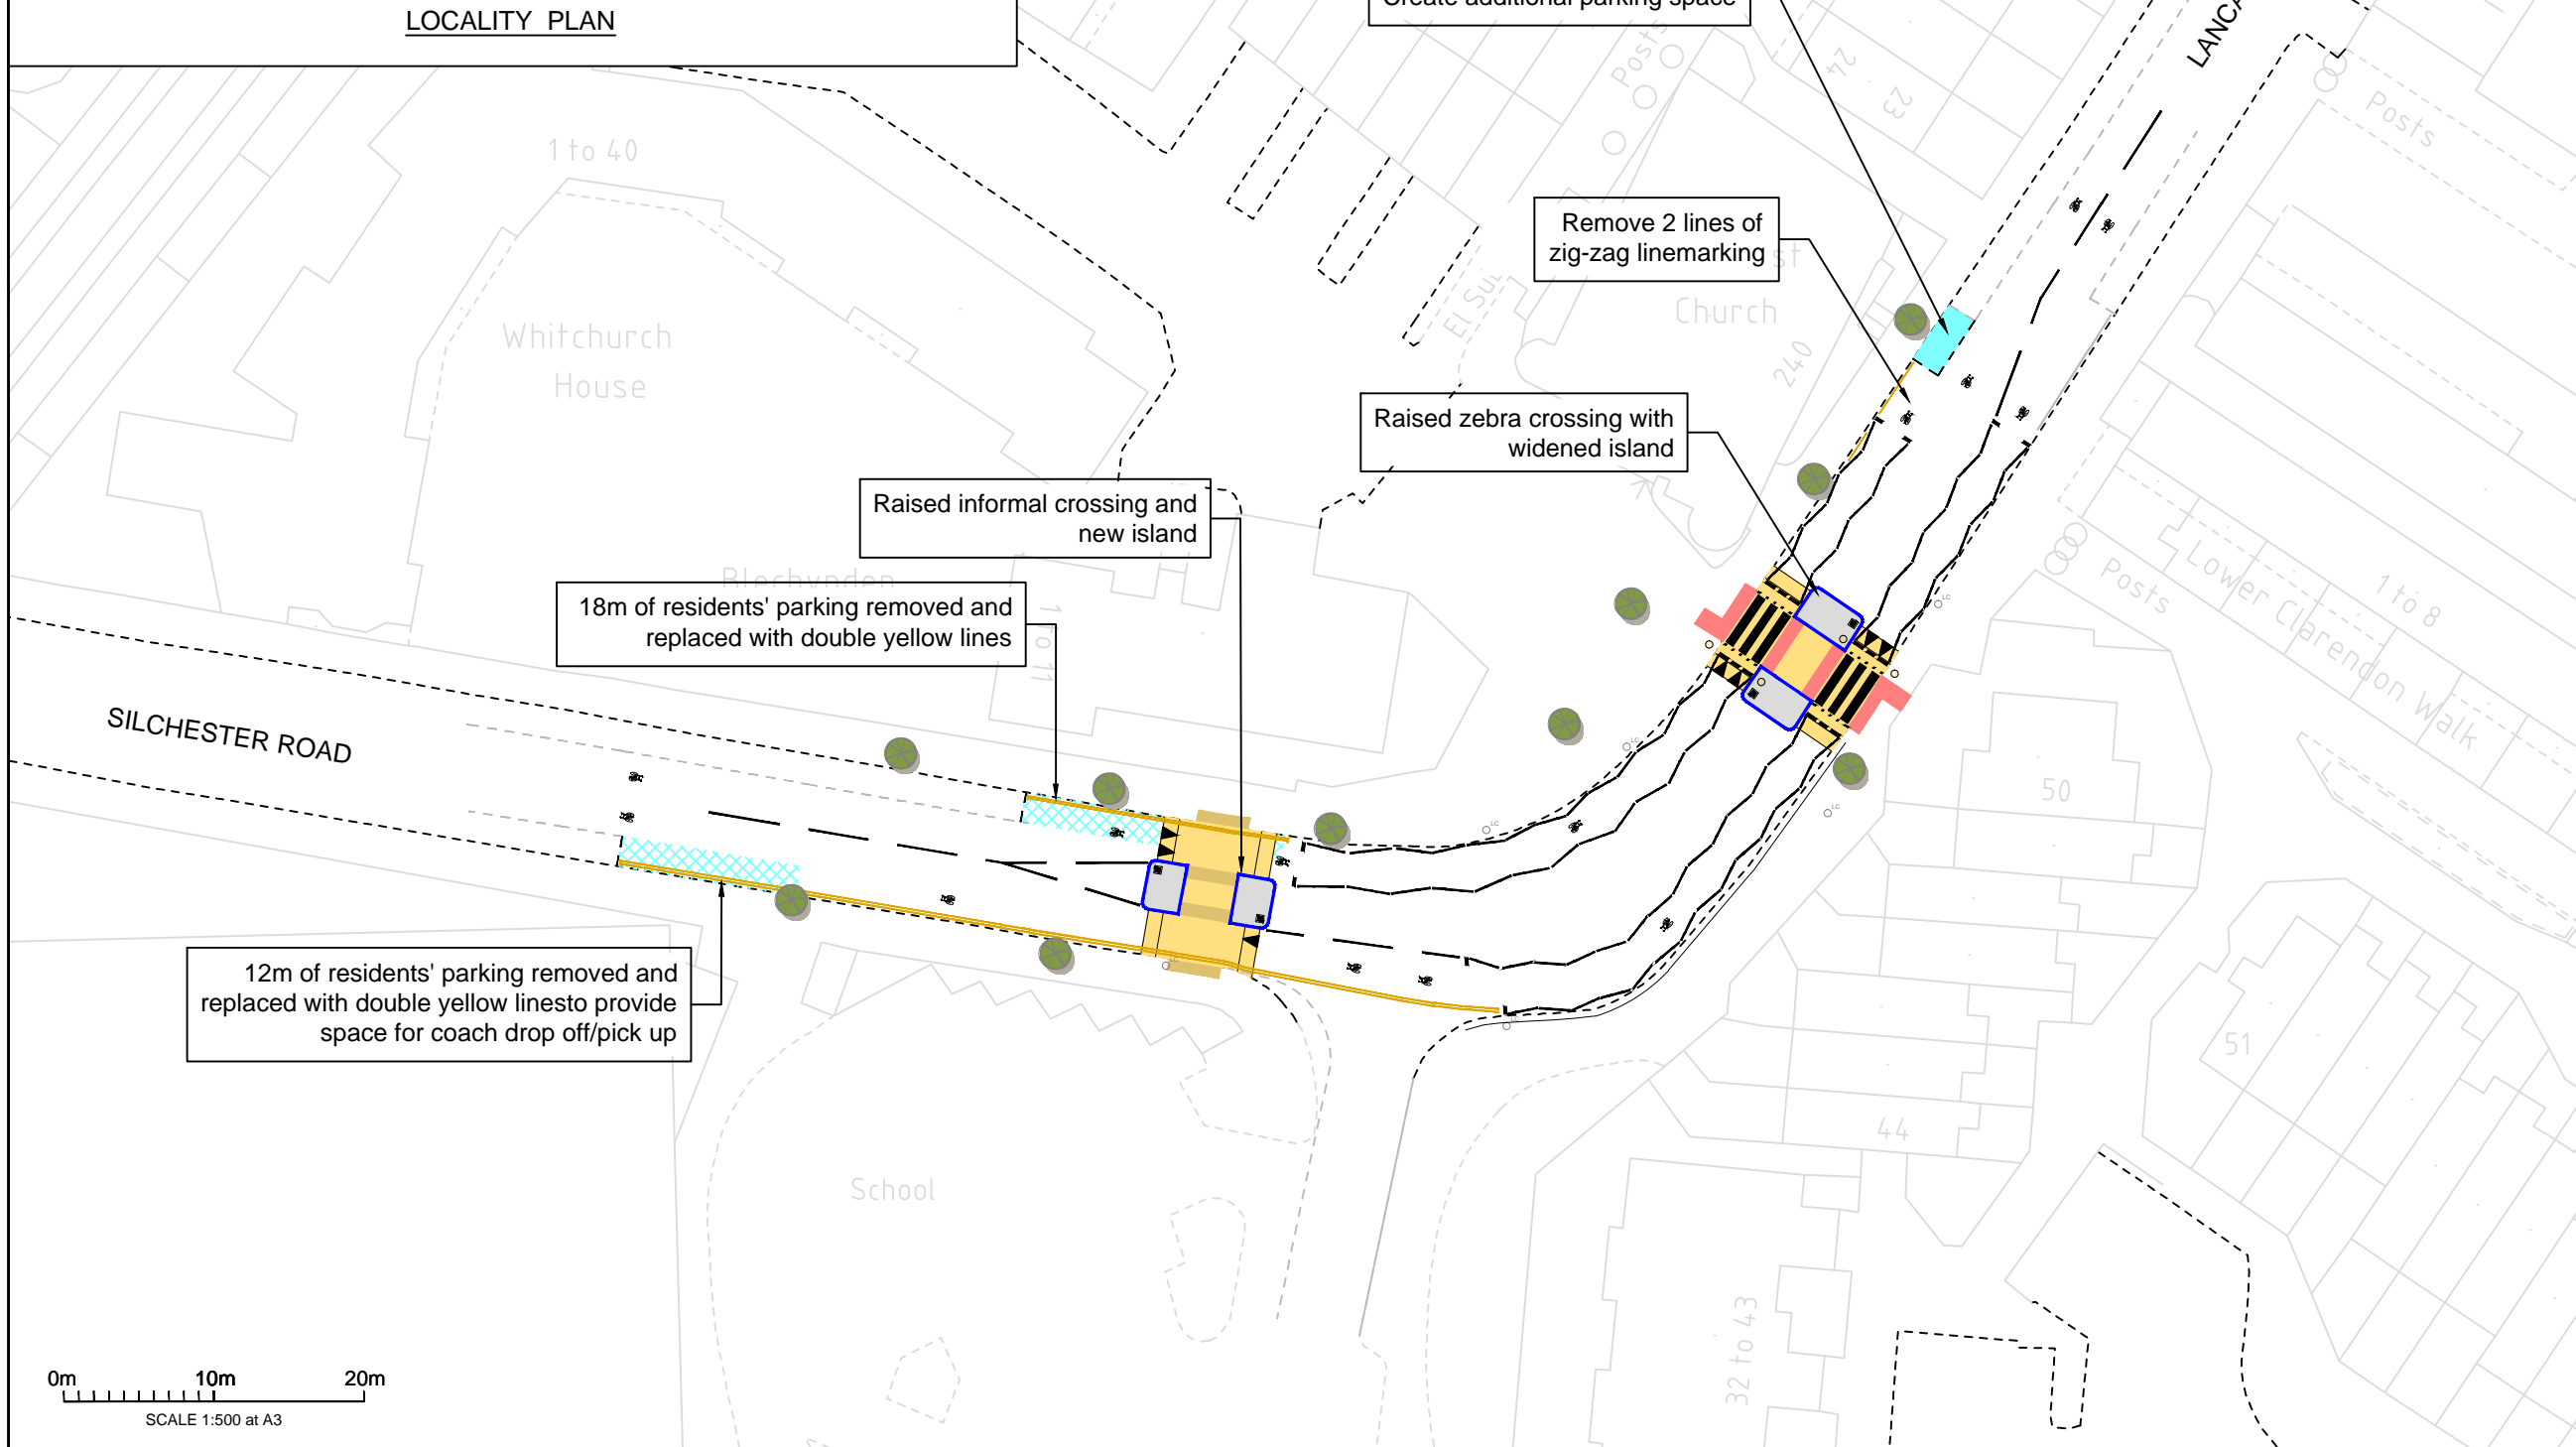 LOCALITY PLAN
Create additional parking space
Posts
24
23
Posts
1 to 40
Remove 2 lines of
zig-zag linemarking
Church
240
Whitchurch
House
Raised zebra crossing with
widened island
Raised informal crossing and
new island
Blechynden
18m of residents' parking removed and
replaced with double yellow lines
Posts
Lower Clarendon Walk
1 to 8
SILCHESTER ROAD
50
12m of residents' parking removed and
replaced with double yellow linesto provide
space for coach drop off/pick up
51
44
School
32 to 43
0m 10m 20m
SCALE 1:500 at A3